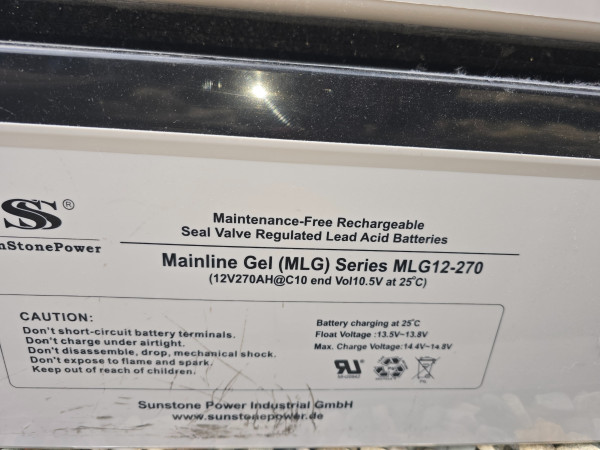 SS®
nStonePower
Maintenance-Free Rechargeable
Seal Valve Regulated Lead Acid Batteries
Mainline Gel (MLG) Series MLG12-270
(12V270AH@C10 end Vol10.5V at 25°C)
CAUTION:
Don't short-circuit battery terminals.
Don't charge under airtight.
Don't disassemble, drop, mechanical shock.
Don't expose to flame and spark.
Keep out of reach of children.
Battery charging at 25°C
Float Voltage :13.5V~13.8V
Max. Charge Voltage:14.4V~14.8V
Pb
Sunstone Power Industrial GmbH
www.sunstonepower.de